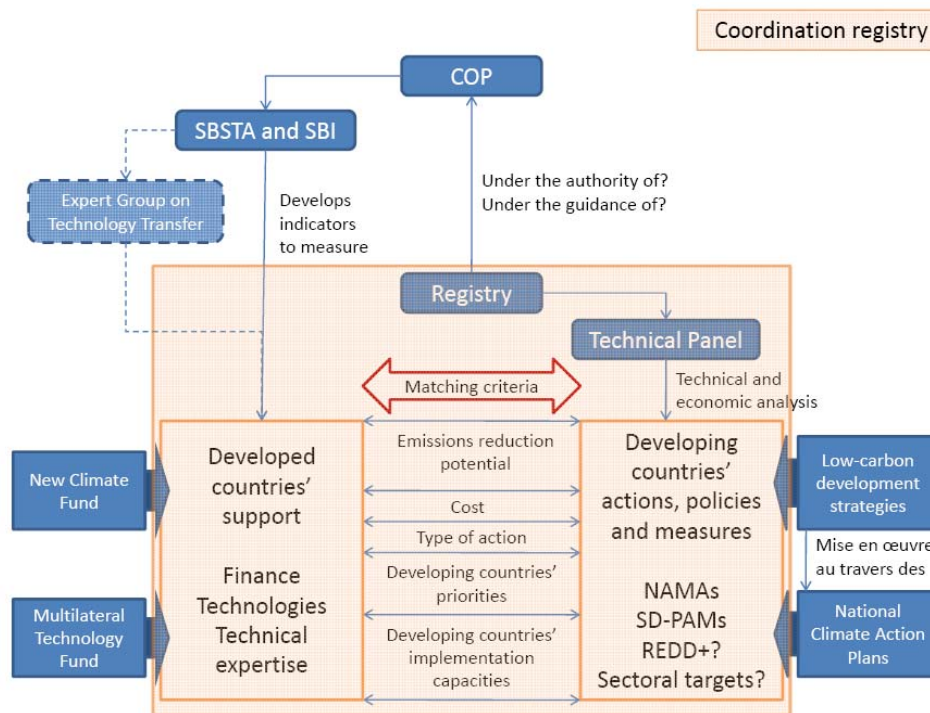 Coordination registry
COP
SBSTA and SBI
Expert Group on
Technology Transfer
Develops
indicators
to measure
Under the authority of?
Under the guidance of?
Registry
Technical Panel
Matching criteria
Technical and
economic analysis
New Climate
Fund
Multilateral
Technology
Fund
Developed
countries’
support
Finance
Technologies
Technical
expertise
Emissions reduction
potential
Cost
Type of action
Developing countries’
priorities
Developing countries’
implementation
capacities
Developing
countries’
actions, policies
and measures
NAMAs
SD-PAMs
REDD+?
Sectoral targets?
Low-carbon
development
strategies
Mise en œuvre
au travers des
National
Climate Action
Plans